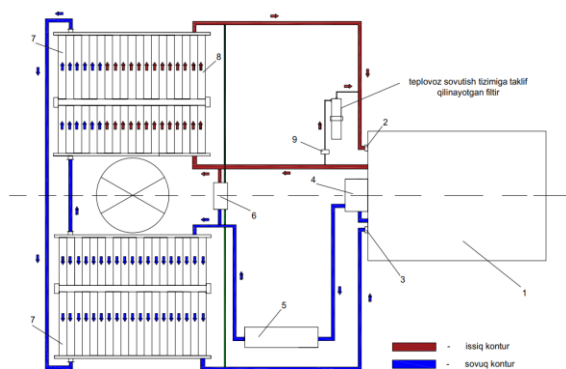 7
8
teplovoz sovutish tizimiga taklif
qilinayotgan filtir
9
2
4
6
3
1
5
7
- issiq kontur
- sovuq kontur